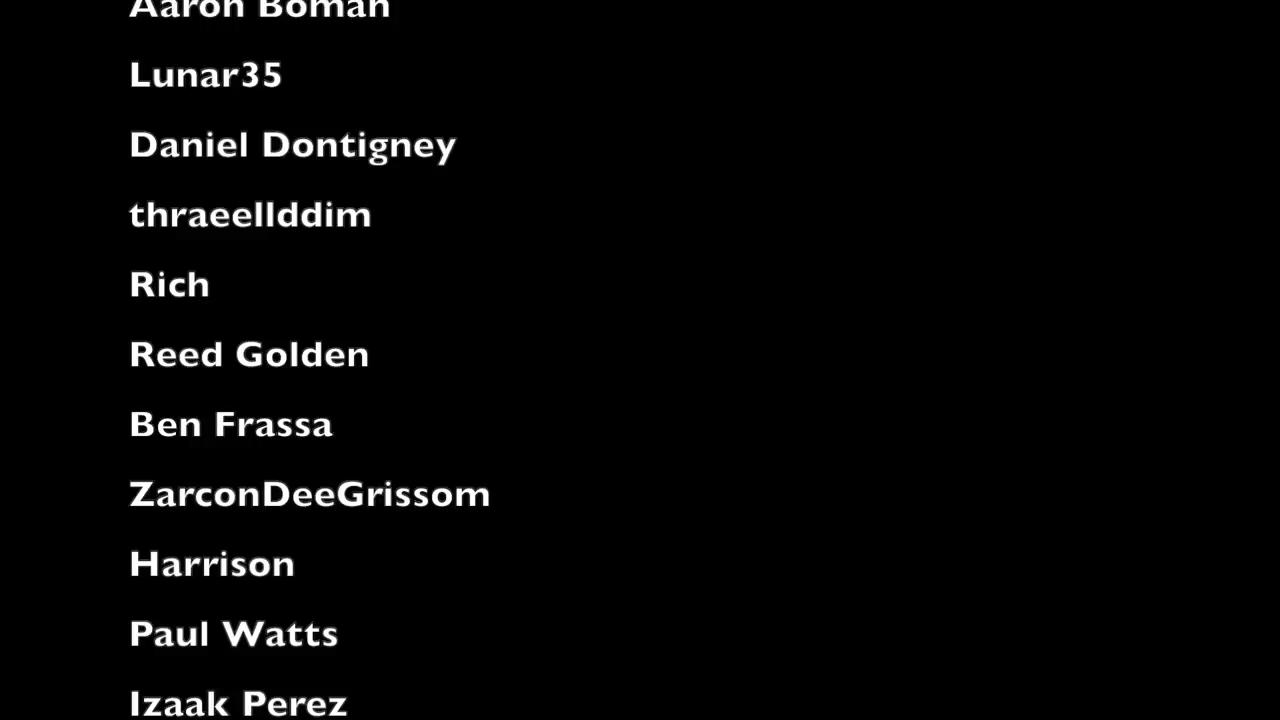 Aaron Boman
Lunar35
Daniel Dontigney
thraeellddim
Rich
Reed Golden
Ben Frassa
ZarconDeeGrissom
Harrison
Paul Watts
Izaak Perez